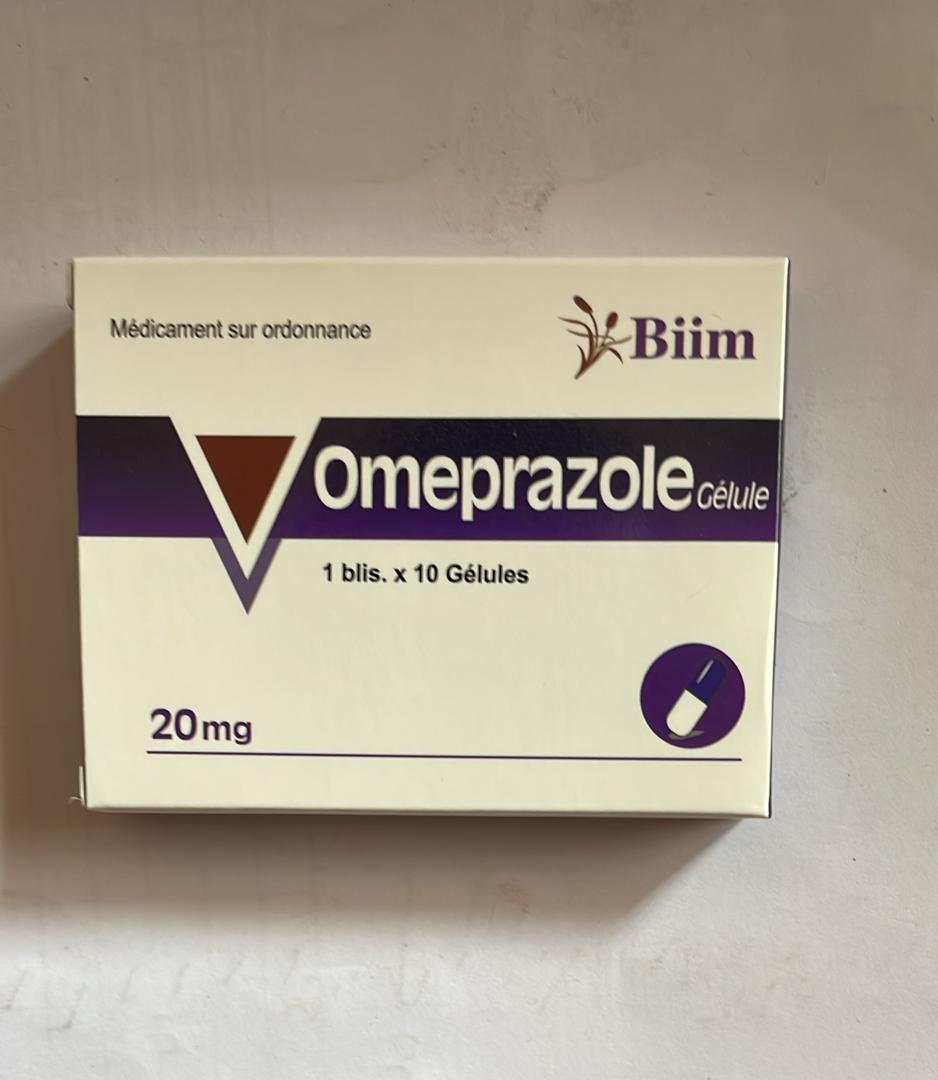 Médicament sur ordonnance
Biim
Omeprazole Gélule
1 blis. x 10 Gélules
20mg